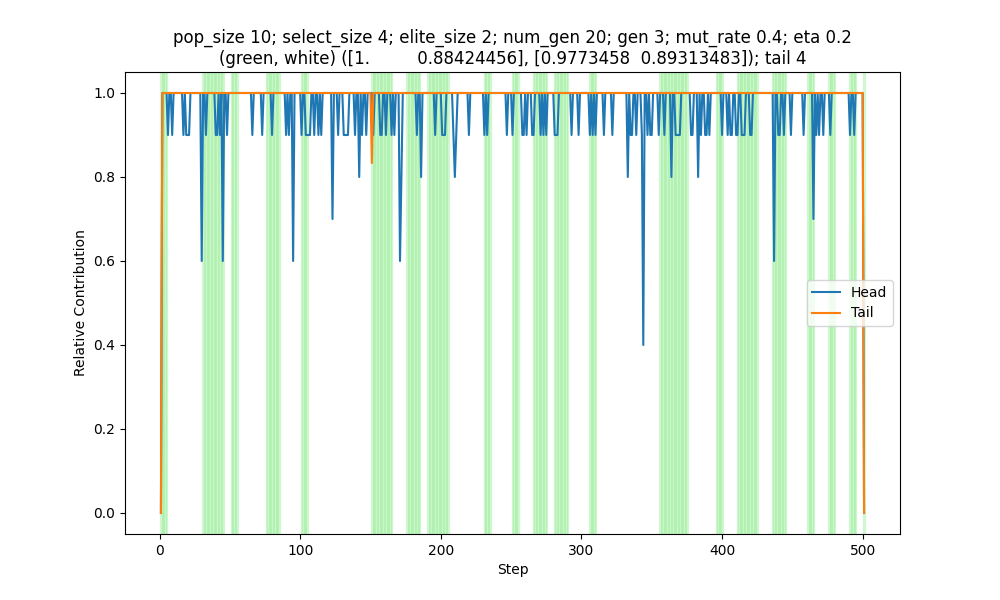 pop_size 10; select_size 4; elite_size 2; num_gen 20; gen 3; mut_rate 0.4; eta 0.2
(green, white) ([1.          0.88424456], [0.9773458  0.89313483]); tail 4
1.0
0.8
0.6
0.4
0.2
0.0
Relative Contribution
Head
Tail
0
100
200
300
400
500
Step